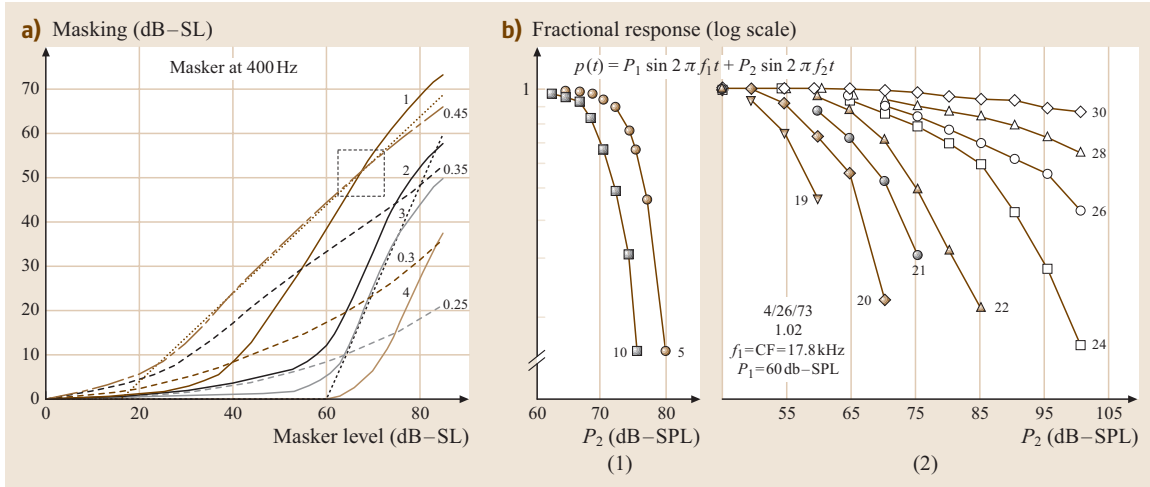 a) Masking (dB–SL)
Masker at 400 Hz
70
60
50
40
30
20
10
0
0 20 40 60 80
Masker level (dB–SL)
1
0.45
2
0.35
3
0.3
4
0.25
b) Fractional response (log scale)
p(t) = P₁ sin 2πf₁t + P₂ sin 2πf₂t
1
10
5
60 70 80
P₂ (dB–SPL)
(1)
30
28
26
19
21
20
22
24
4/26/73
1.02
f₁=CF=17.8 kHz
P₁=60 db–SPL
55 65 75 85 95 105
P₂ (dB–SPL)
(2)